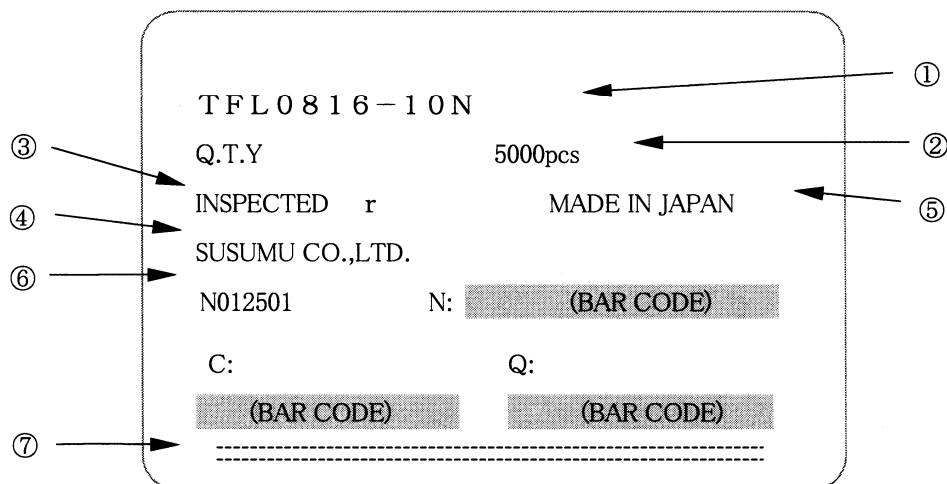 ①
TFL0816−10N
③ Q.T.Y 5000pcs ②
INSPECTED r MADE IN JAPAN ⑤
④
SUSUMU CO.,LTD.
⑥
N012501 N: (BAR CODE)
C: Q:
(BAR CODE) (BAR CODE)
⑦